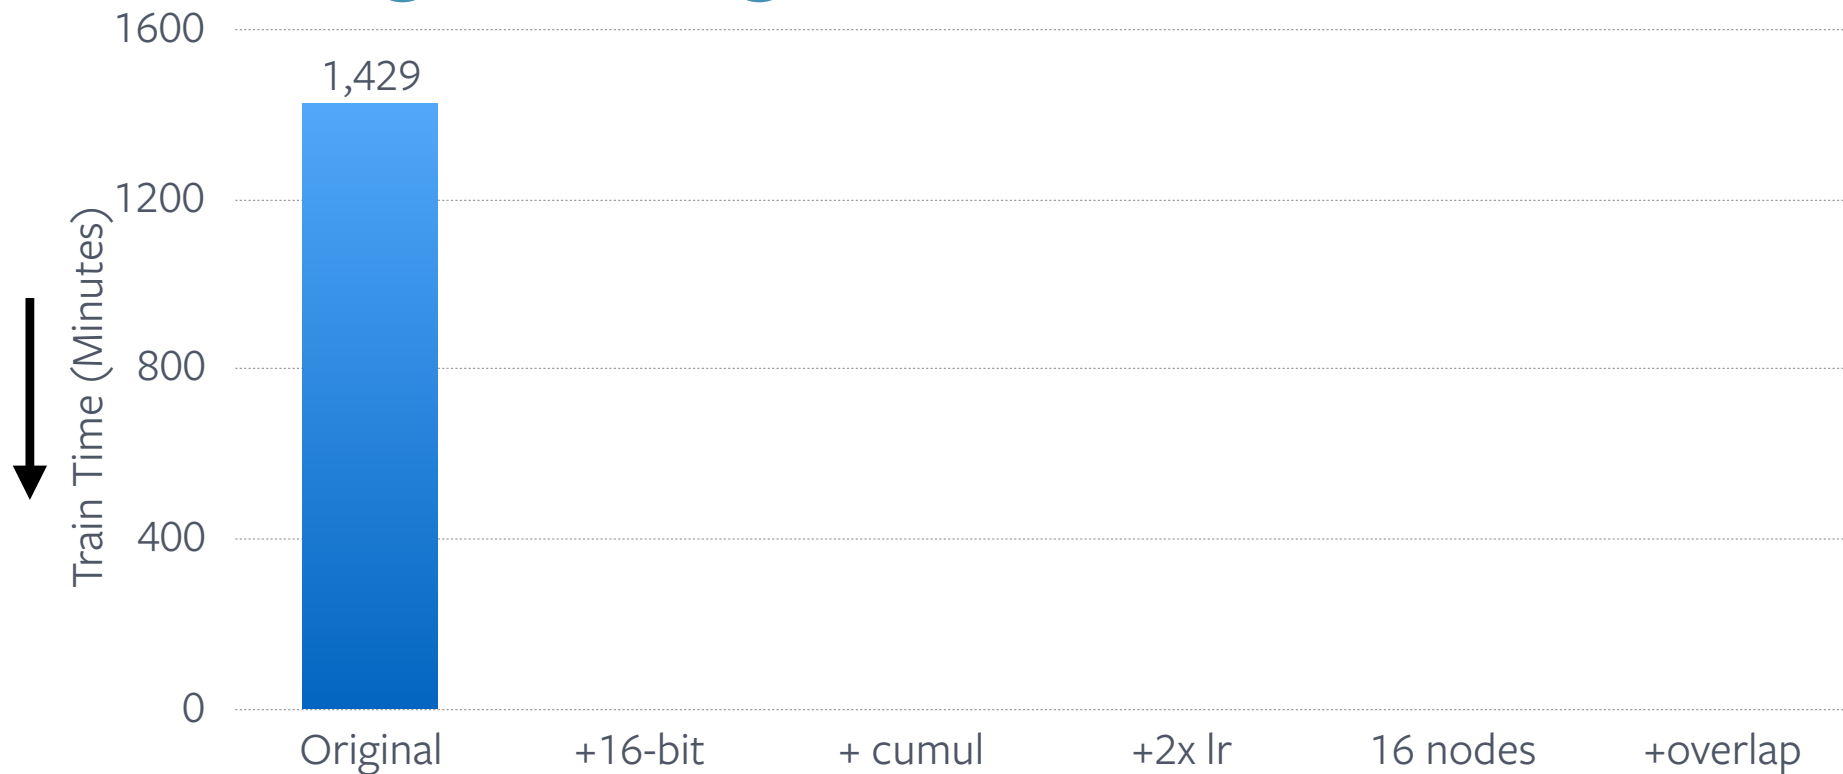 1600
1,429
1200
800
400
0
Train Time (Minutes)
Original
+16-bit
+ cumul
+2x lr
16 nodes
+overlap